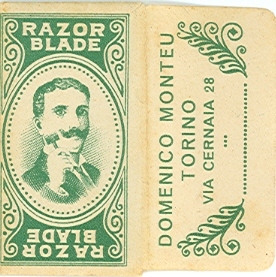 RAZOR
BLADE
RAZOR
BLADE
DOMENICO MONTEU
TORINO
VIA CERNAIA 28